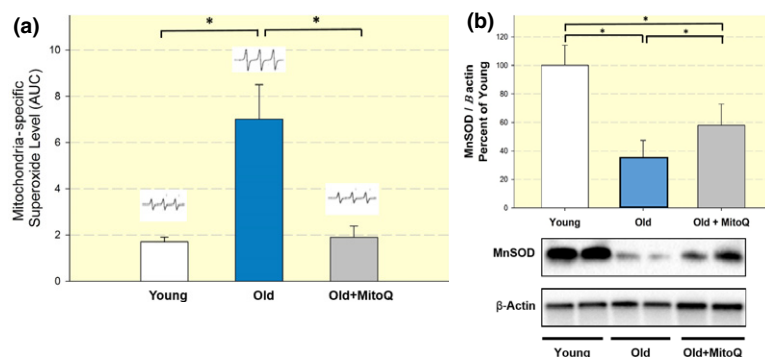 (a)
*
*
Mitochondria-specific
Superoxide Level (AUC)
10
8
6
4
2
0
Young
Old
Old+MitoQ
(b)
*
*
*
MnSOD / B actin
Percent of Young
140
120
100
80
60
40
20
0
Young
Old
Old + MitoQ
MnSOD
β-Actin
Young
Old
Old+MitoQ